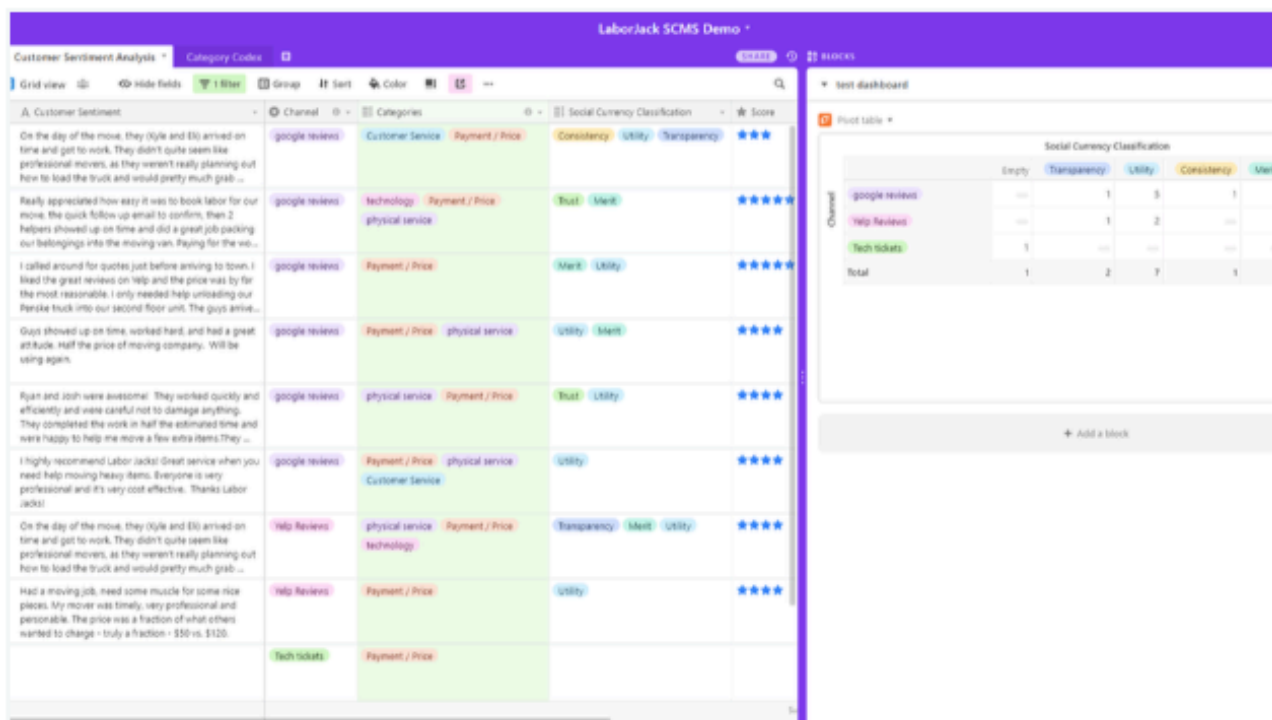 LaborJack SCMS Demo
Customer Sentiment Analysis Category Codex SHARE BLOCKS
Grid view Hide fields 1 filter Group Sort Color ...
test dashboard
Customer Sentiment Channel Categories Social Currency Classification Score
Pivot table
On the day of the move, they (Kyle and Eli) arrived on
time and got to work. They didn't quite seem like
professional movers, as they weren't really planning out
how to load the truck and would pretty much grab ...
google reviews
Customer Service Payment / Price
Consistency Utility Transparency
Really appreciated how easy it was to book labor for our
move, the quick follow up email to confirm, then 2
helpers showed up on time and did a great job packing
our belongings into the moving van. Paying for the wo...
google reviews
technology Payment / Price
physical service
Trust Merit
I called around for quotes just before arriving to town. I
liked the great reviews on Yelp and the price was by far
the most reasonable. I only needed help unloading our
Penske truck into our second floor unit. The guys arrive...
google reviews
Payment / Price
Merit Utility
Guys showed up on time, worked hard, and had a great
attitude. Half the price of moving company. Will be
using again.
google reviews
Payment / Price physical service
Utility Merit
Ryan and Josh were awesome! They worked quickly and
efficiently and were careful not to damage anything.
They completed the work in half the estimated time and
were happy to help me move a few extra items.They ...
google reviews
physical service Payment / Price
Trust Utility
I highly recommend Labor Jacks! Great service when you
need help moving heavy items. Everyone is very
professional and it's very cost effective. Thanks Labor
Jacks!
google reviews
Payment / Price physical service
Customer Service
Utility
On the day of the move, they (Kyle and Eli) arrived on
time and got to work. They didn't quite seem like
professional movers, as they weren't really planning out
how to load the truck and would pretty much grab ...
Yelp Reviews
physical service Payment / Price
technology
Transparency Merit Utility
Had a moving job, need some muscle for some nice
pieces. My mover was timely, very professional and
personable. The price was a fraction of what others
wanted to charge - truly a fraction - $50 vs. $120.
Yelp Reviews
Payment / Price
Utility
Tech tickets
Payment / Price
Social Currency Classification
Empty Transparency Utility Consistency Mer
Channel
google reviews -- 1 5 1
Yelp Reviews -- 1 2 --
Tech tickets 1 -- -- --
Total 1 2 7 1
+ Add a block